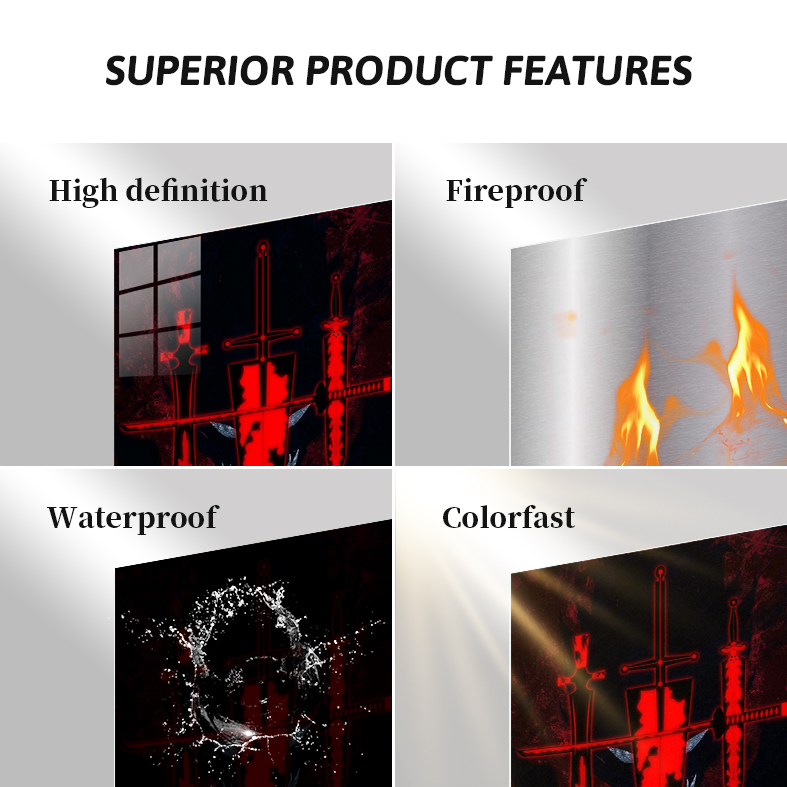 SUPERIOR PRODUCT FEATURES
High definition
Fireproof
Waterproof
Colorfast